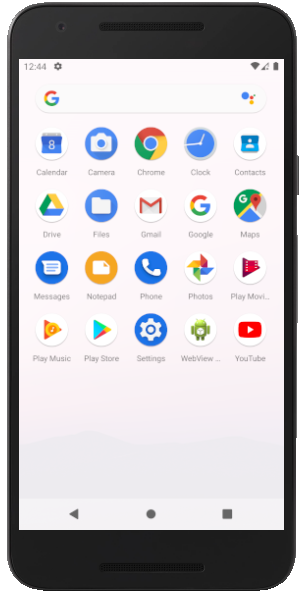 12:44
G
8
Calendar Camera Chrome Clock Contacts
G
Drive Files Gmail Google Maps
Messages Notepad Phone Photos Play Movi...
Play Music Play Store Settings WebView ... YouTube